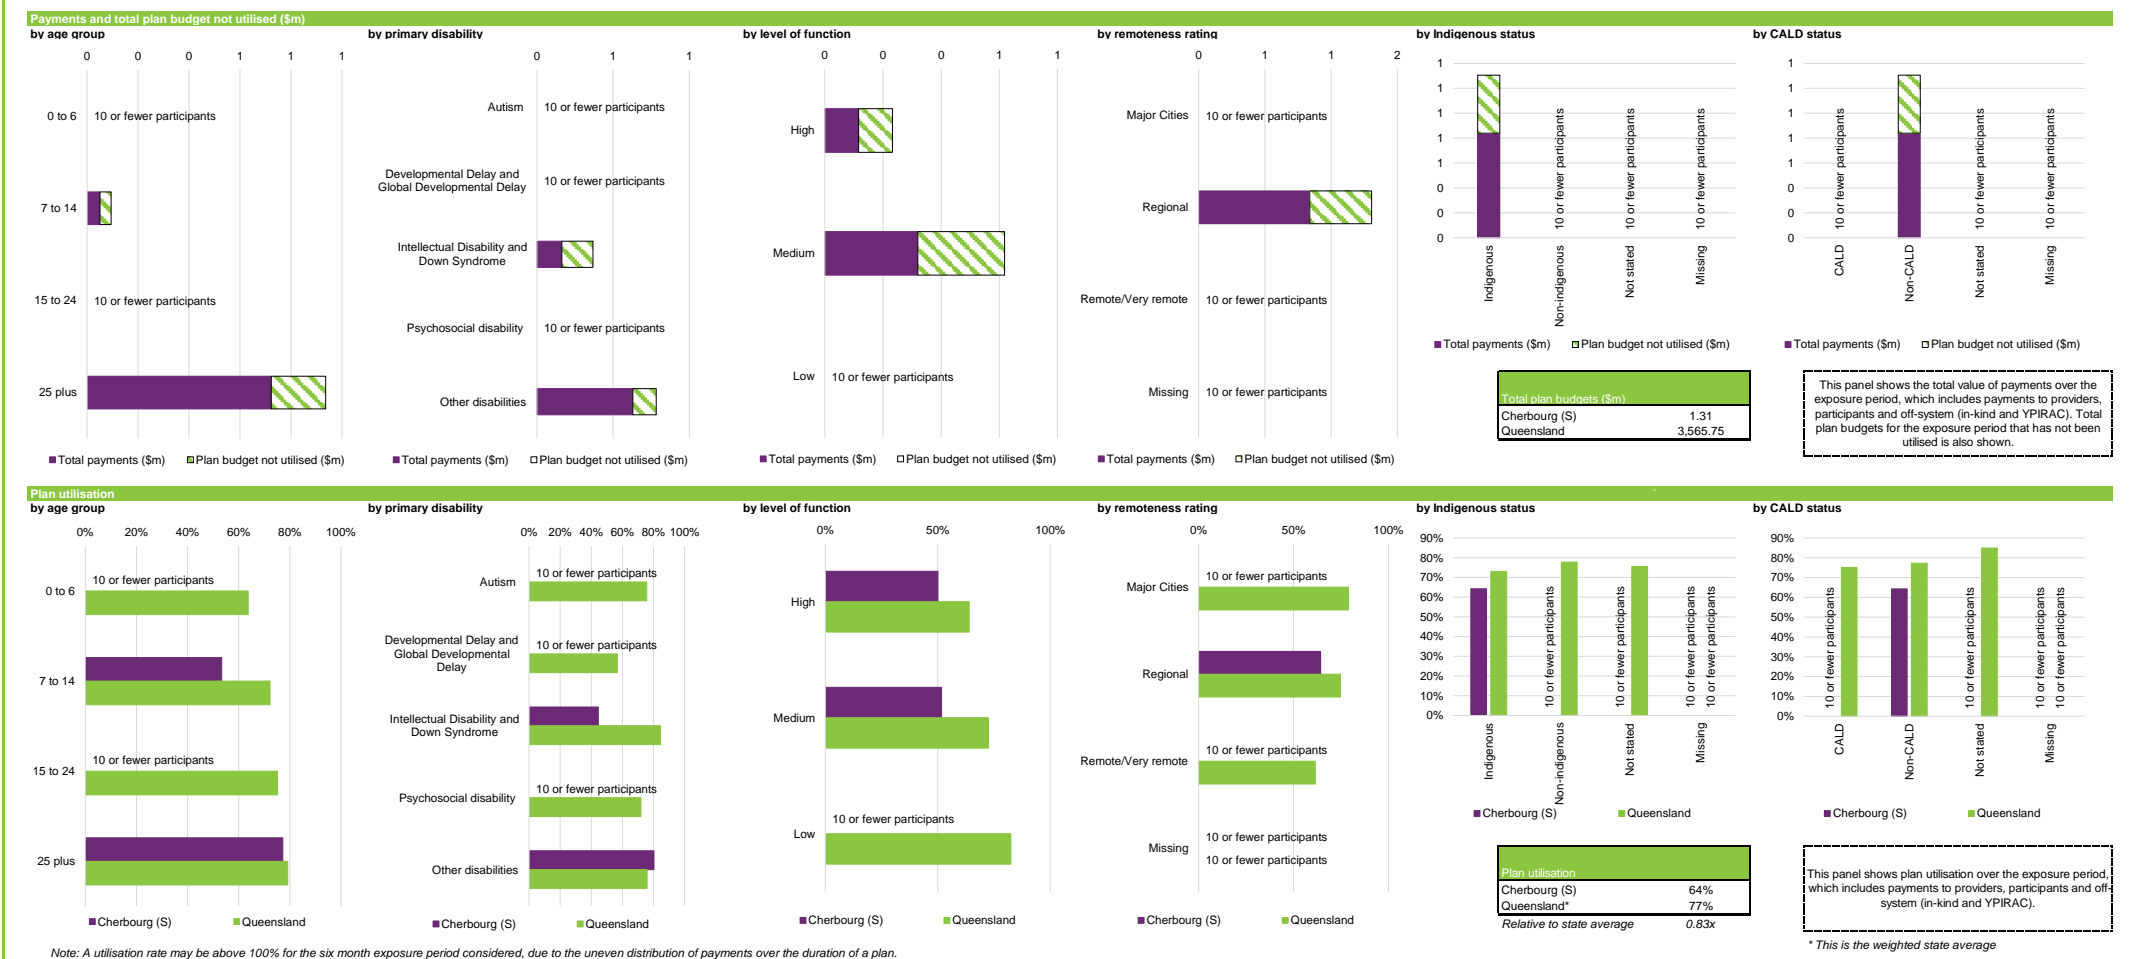 Payments and total plan budget not utilised ($m)
by age group
0 0 0 1 1 1
0 to 6
10 or fewer participants
7 to 14
15 to 24
10 or fewer participants
25 plus
Total payments ($m) Plan budget not utilised ($m)
by primary disability
0 1 1
Autism
10 or fewer participants
Developmental Delay and
Global Developmental Delay
10 or fewer participants
Intellectual Disability and
Down Syndrome
Psychosocial disability
10 or fewer participants
Other disabilities
Total payments ($m) Plan budget not utilised ($m)
by level of function
0 0 0 1 1
High
Medium
Low
10 or fewer participants
Total payments ($m) Plan budget not utilised ($m)
by remoteness rating
0 1 1 2
Major Cities
10 or fewer participants
Regional
Remote/Very remote
10 or fewer participants
Missing
10 or fewer participants
Total payments ($m) Plan budget not utilised ($m)
by Indigenous status
1
1
1
1
1
0
0
0
10 or fewer participants
10 or fewer participants
10 or fewer participants
Indigenous
Non-indigenous
Not stated
Missing
Total payments ($m) Plan budget not utilised ($m)
Total plan budgets ($m)
Cherbourg (S) 1.31
Queensland 3,565.75
by CALD status
1
1
1
1
1
0
0
0
10 or fewer participants
10 or fewer participants
10 or fewer participants
CALD
Non-CALD
Not stated
Missing
Total payments ($m) Plan budget not utilised ($m)
This panel shows the total value of payments over the
exposure period, which includes payments to providers,
participants and off-system (in-kind and YPIRAC). Total
plan budgets for the exposure period that has not been
utilised is also shown.
Plan utilisation
by age group
0% 20% 40% 60% 80% 100%
0 to 6
10 or fewer participants
7 to 14
15 to 24
10 or fewer participants
25 plus
Cherbourg (S) Queensland
by primary disability
0% 20% 40% 60% 80% 100%
Autism
10 or fewer participants
Developmental Delay and
Global Developmental
Delay
10 or fewer participants
Intellectual Disability and
Down Syndrome
Psychosocial disability
10 or fewer participants
Other disabilities
Cherbourg (S) Queensland
by level of function
0% 50% 100%
High
Medium
Low
10 or fewer participants
Cherbourg (S) Queensland
by remoteness rating
0% 50% 100%
Major Cities
10 or fewer participants
Regional
Remote/Very remote
10 or fewer participants
Missing
10 or fewer participants
10 or fewer participants
Cherbourg (S) Queensland
by Indigenous status
90%
80%
70%
60%
50%
40%
30%
20%
10%
0%
10 or fewer participants
10 or fewer participants
10 or fewer participants
10 or fewer participants
Indigenous
Non-indigenous
Not stated
Missing
Cherbourg (S) Queensland
Plan utilisation
Cherbourg (S) 64%
Queensland* 77%
Relative to state average 0.83x
by CALD status
90%
80%
70%
60%
50%
40%
30%
20%
10%
0%
10 or fewer participants
10 or fewer participants
10 or fewer participants
10 or fewer participants
CALD
Non-CALD
Not stated
Missing
Cherbourg (S) Queensland
This panel shows plan utilisation over the exposure period,
which includes payments to providers, participants and off-
system (in-kind and YPIRAC).
* This is the weighted state average
Note: A utilisation rate may be above 100% for the six month exposure period considered, due to the uneven distribution of payments over the duration of a plan.